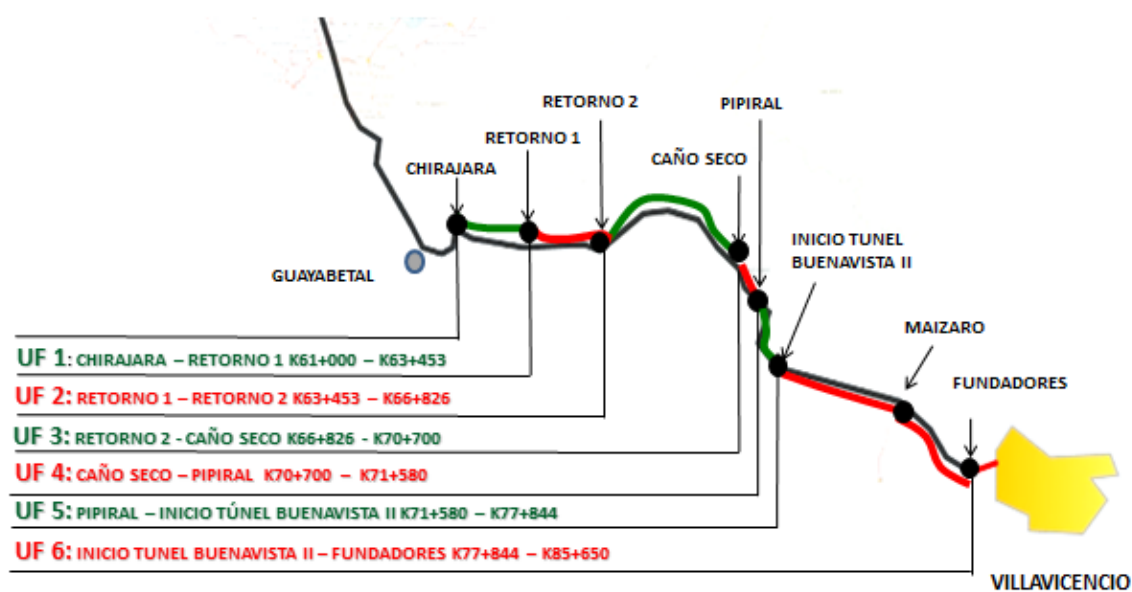 RETORNO 2
PIPIRAL
RETORNO 1
CAÑO SECO
CHIRAJARA
INICIO TUNEL
BUENAVISTA II
GUAYABETAL
MAIZARO
FUNDADORES
UF 1: CHIRAJARA – RETORNO 1 K61+000 – K63+453
UF 2: RETORNO 1 – RETORNO 2 K63+453 – K66+826
UF 3: RETORNO 2 - CAÑO SECO K66+826 - K70+700
UF 4: CAÑO SECO – PIPIRAL K70+700 – K71+580
UF 5: PIPIRAL – INICIO TÚNEL BUENAVISTA II K71+580 – K77+844
UF 6: INICIO TUNEL BUENAVISTA II – FUNDADORES K77+844 – K85+650
VILLAVICENCIO